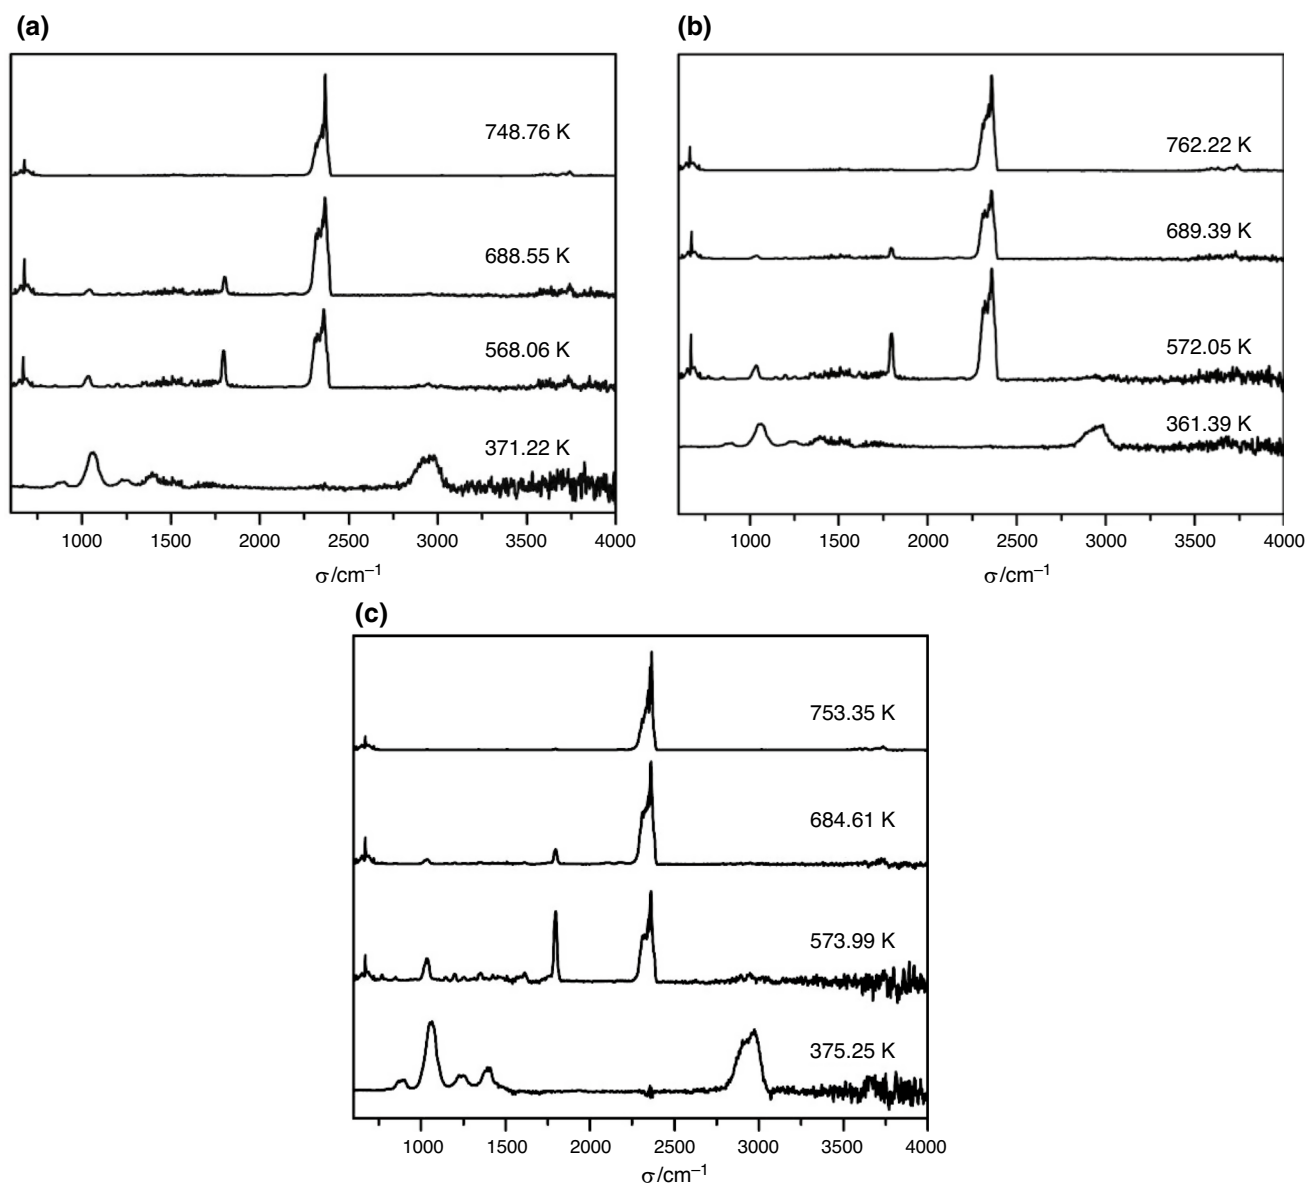 (a)
748.76 K
688.55 K
568.06 K
371.22 K
1000 1500 2000 2500 3000 3500 4000
σ/cm⁻¹
(b)
762.22 K
689.39 K
572.05 K
361.39 K
1000 1500 2000 2500 3000 3500 4000
σ/cm⁻¹
(c)
753.35 K
684.61 K
573.99 K
375.25 K
1000 1500 2000 2500 3000 3500 4000
σ/cm⁻¹